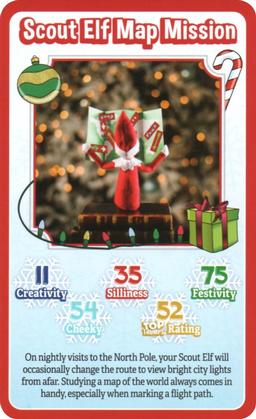 Scout Elf Map Mission
11 35 75
Creativity Silliness Festivity
54 52
Cheeky TOP TRUMPS Rating
On nightly visits to the North Pole, your Scout Elf will
occasionally change the route to view bright city lights
from afar. Studying a map of the world always comes in
handy, especially when marking a flight path.